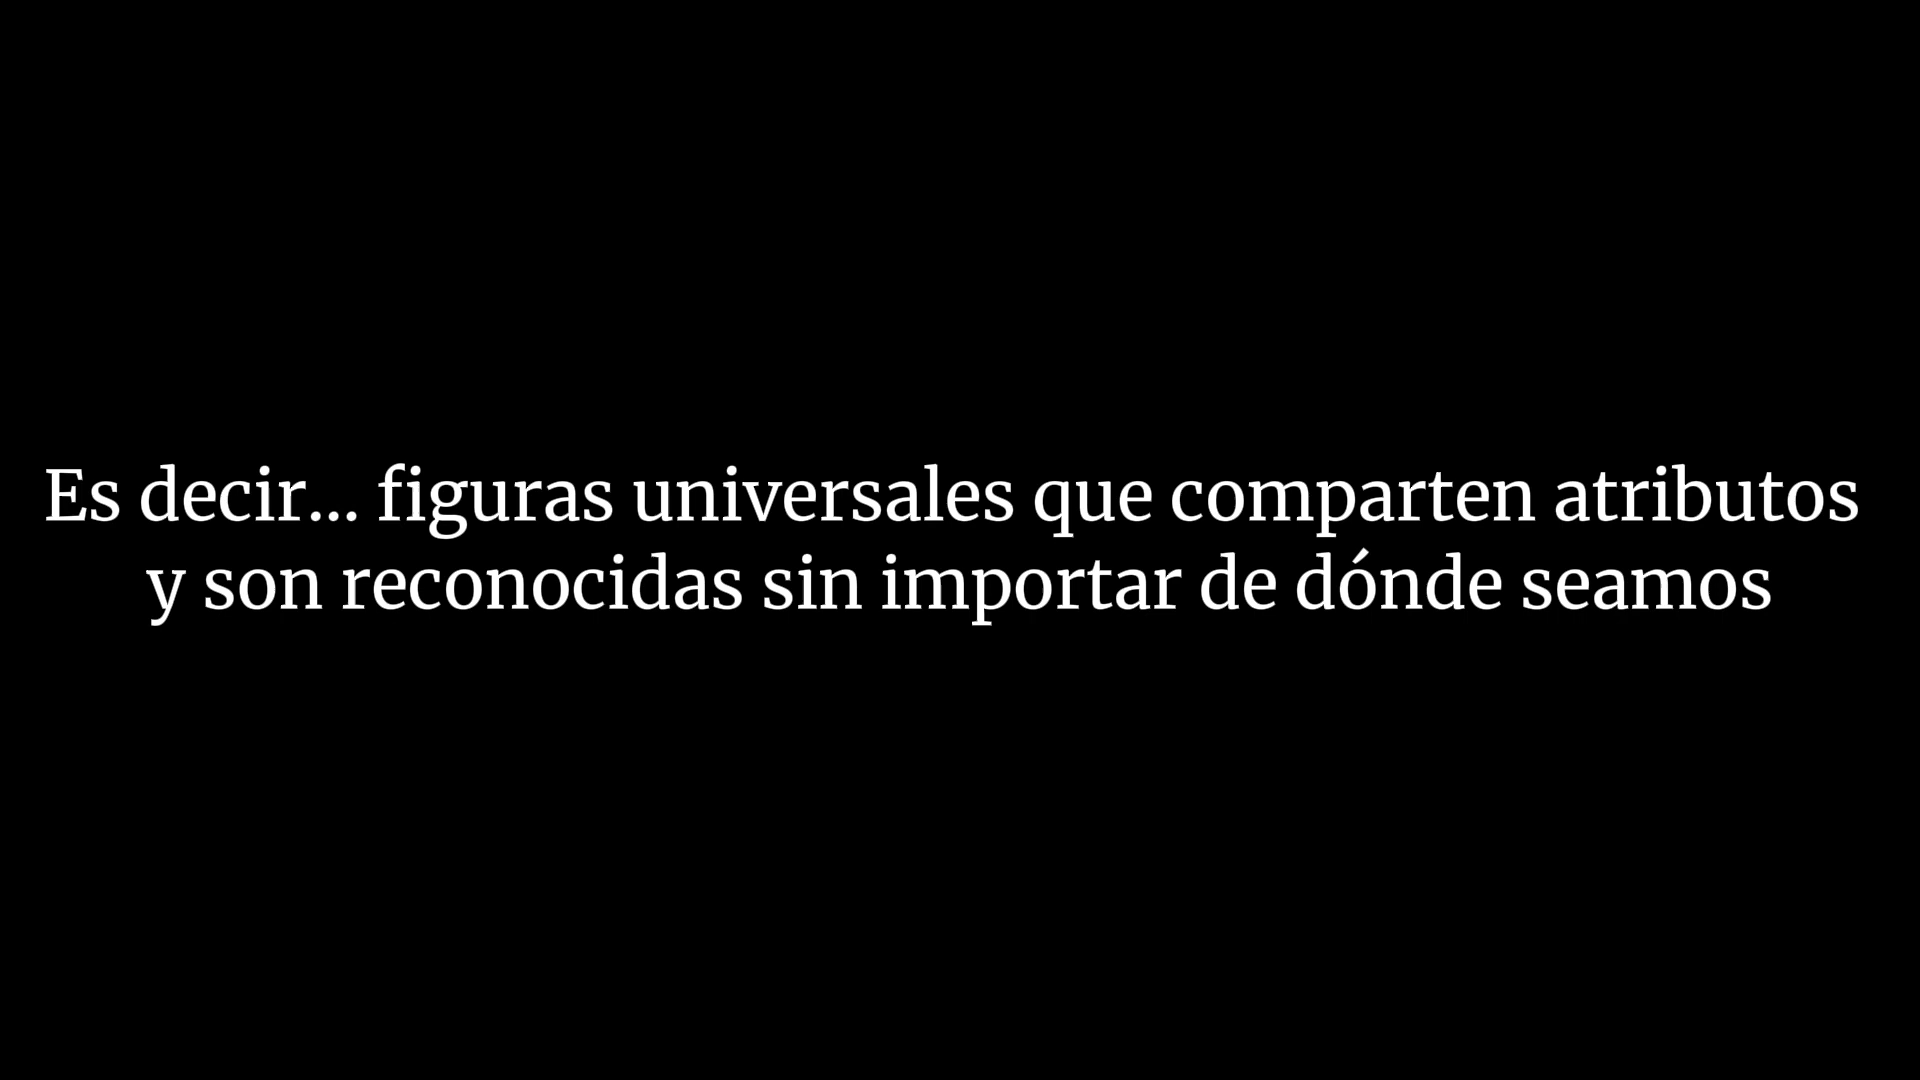 Es decir... figuras universales que comparten atributos
y son reconocidas sin importar de dónde seamos